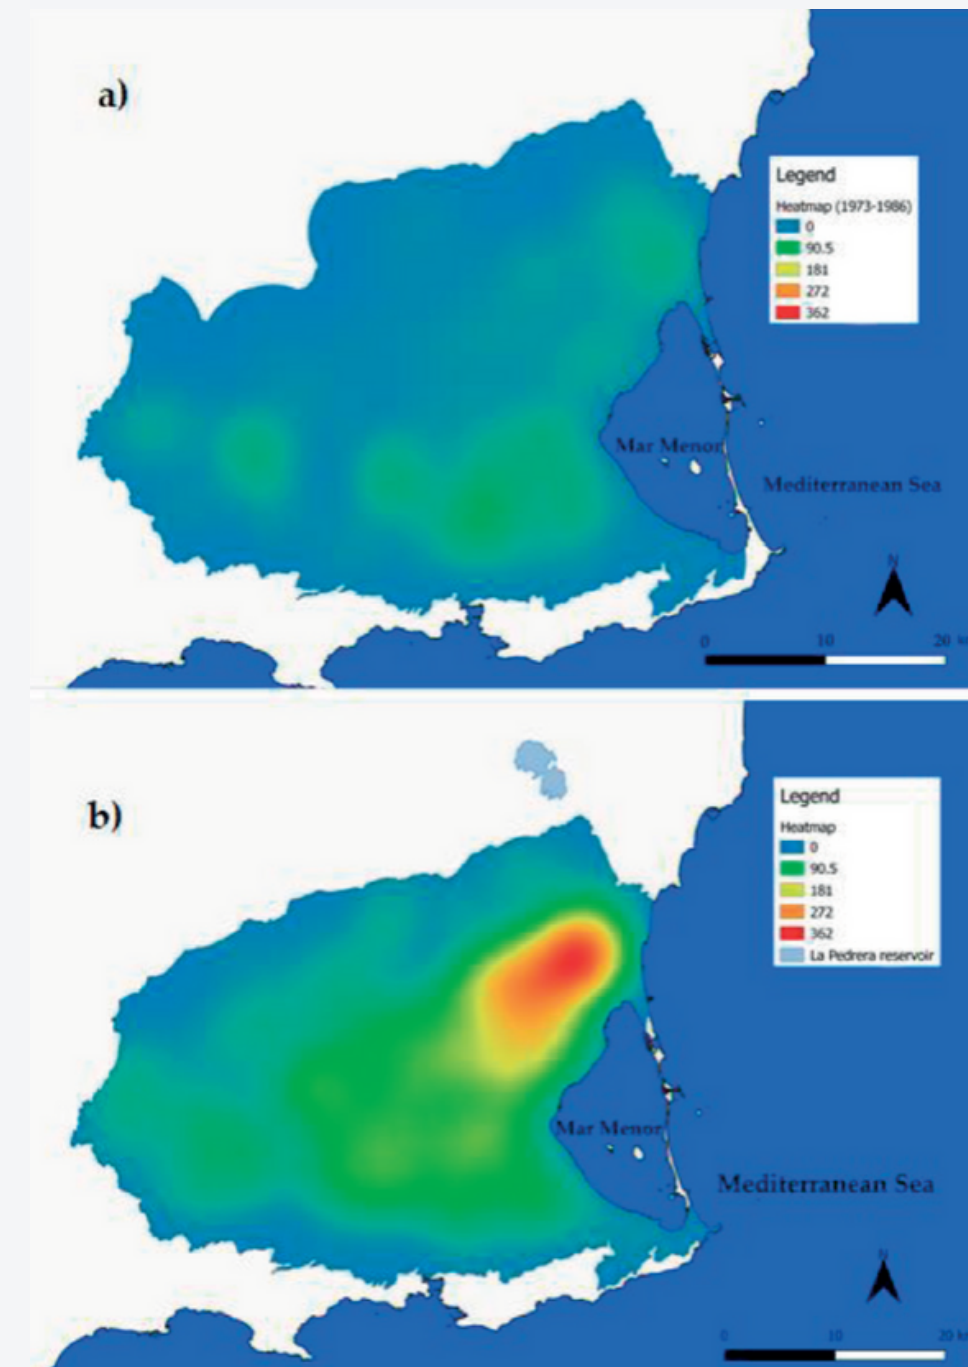 a)
Legend
Heatmap (1973-1986)
0
90.5
181
272
362
Mar Menor
Mediterranean Sea
N
0 10 20
b)
Legend
Heatmap
0
90.5
181
272
362
La Pedrera reservoir
Mar Menor
Mediterranean Sea
N
0 10 20